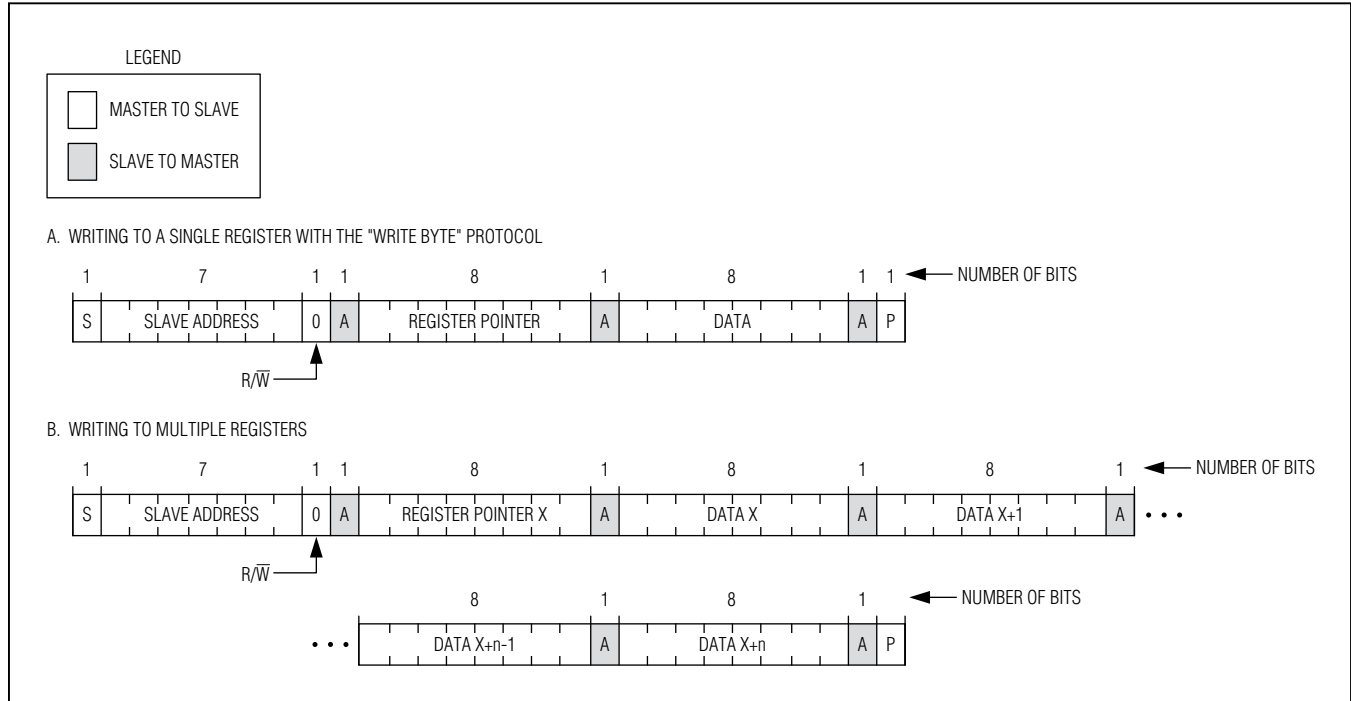 LEGEND
MASTER TO SLAVE
SLAVE TO MASTER
A. WRITING TO A SINGLE REGISTER WITH THE "WRITE BYTE" PROTOCOL
1 7 1 1 8 1 8 1 1 NUMBER OF BITS
S SLAVE ADDRESS 0 A REGISTER POINTER A DATA A P
R/W̅
B. WRITING TO MULTIPLE REGISTERS
1 7 1 1 8 1 8 1 8 1 NUMBER OF BITS
S SLAVE ADDRESS 0 A REGISTER POINTER X A DATA X A DATA X+1 A • • •
R/W̅
8 1 8 1 NUMBER OF BITS
• • • DATA X+n-1 A DATA X+n A P